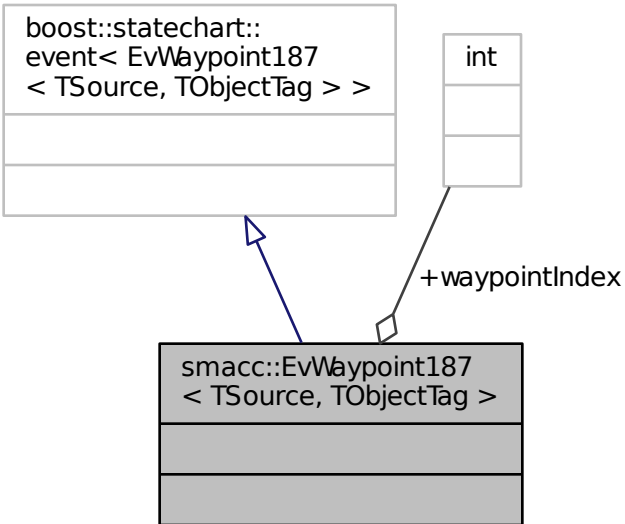 boost::statechart::
event< EvWaypoint187
< TSource, TObjectTag > >
int
+waypointIndex
smacc::EvWaypoint187
< TSource, TObjectTag >